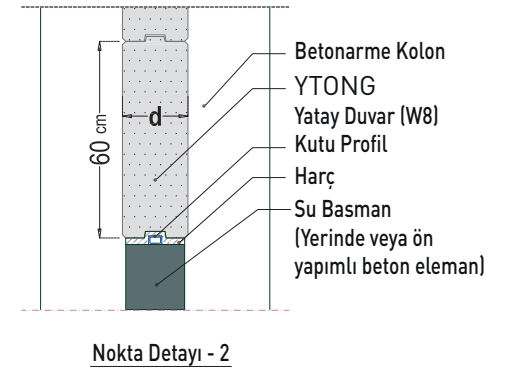 Betonarme Kolon
YTONG
Yatay Duvar (W8)
Kutu Profil
Harç
Su Basman
(Yerinde veya ön
yapımlı beton eleman)
60 cm
d
Nokta Detayı - 2